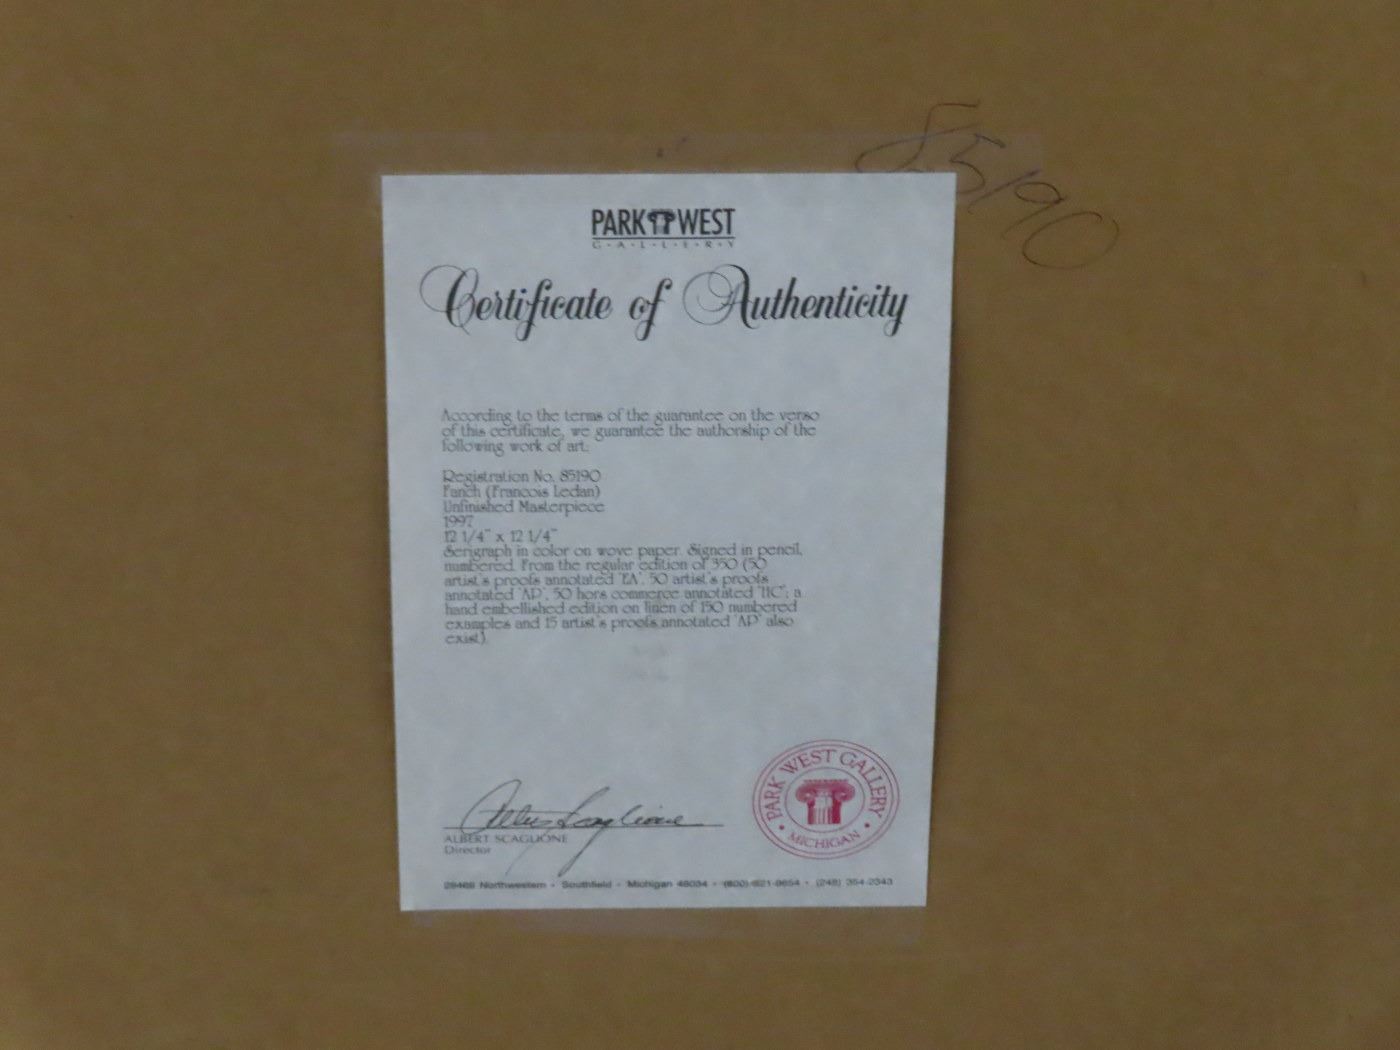 85190
PARK WEST
G·A·L·L·E·R·Y
Certificate of Authenticity
According to the terms of the guarantee on the verso
of this certificate, we guarantee the authorship of the
following work of art:
Registration No. 85190
Fanch (Francois Ledan)
Unfinished Masterpiece
1997
12 1/4" x 12 1/4"
Serigraph in color on wove paper. Signed in pencil,
numbered. From the regular edition of 350 (50
artist's proofs annotated 'EA', 50 artist's proofs
annotated 'AP', 50 hors commerce annotated 'HC'; a
hand embellished edition on linen of 150 numbered
examples and 15 artist's proofs annotated 'AP' also
exist).
Albert Scaglione
ALBERT SCAGLIONE
Director
PARK WEST GALLERY
• MICHIGAN •
29469 Northwestern • Southfield • Michigan 48034 • (800) 521-9654 • (248) 354-2343